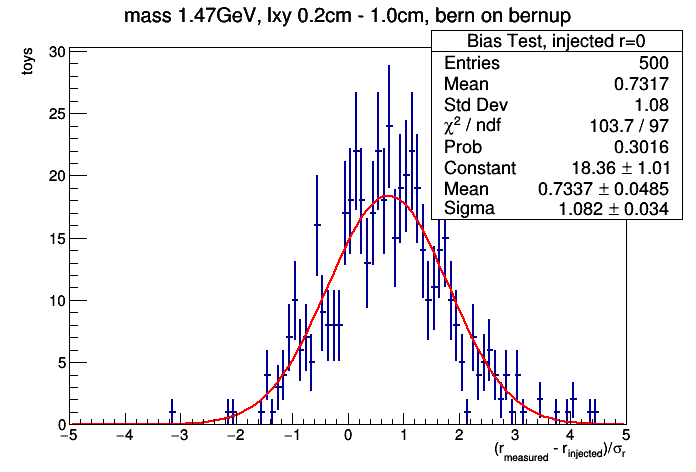 mass 1.47GeV, lxy 0.2cm - 1.0cm, bern on bernup
Bias Test, injected r=0
Entries 500
Mean 0.7317
Std Dev 1.08
χ² / ndf 103.7 / 97
Prob 0.3016
Constant 18.36 ± 1.01
Mean 0.7337 ± 0.0485
Sigma 1.082 ± 0.034
toys
30
25
20
15
10
5
0
−5 −4 −3 −2 −1 0 1 2 3 4 5
(r_measured - r_injected)/σ_r